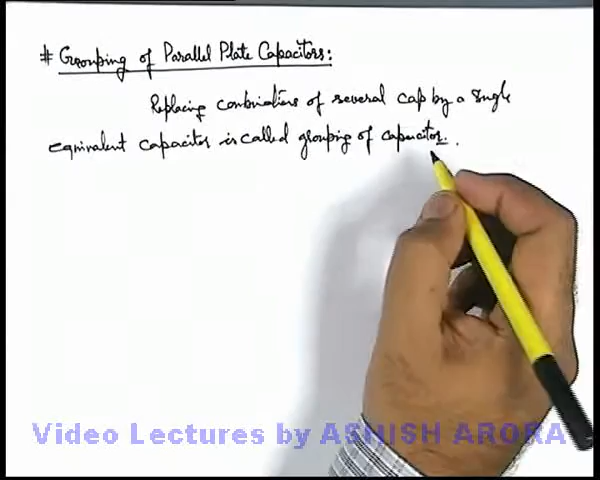 # Grouping of Parallel Plate Capacitors:
Replacing combinations of several cap by a single
equivalent capacitor is called grouping of capacitor.
Video Lectures by ASHISH ARORA